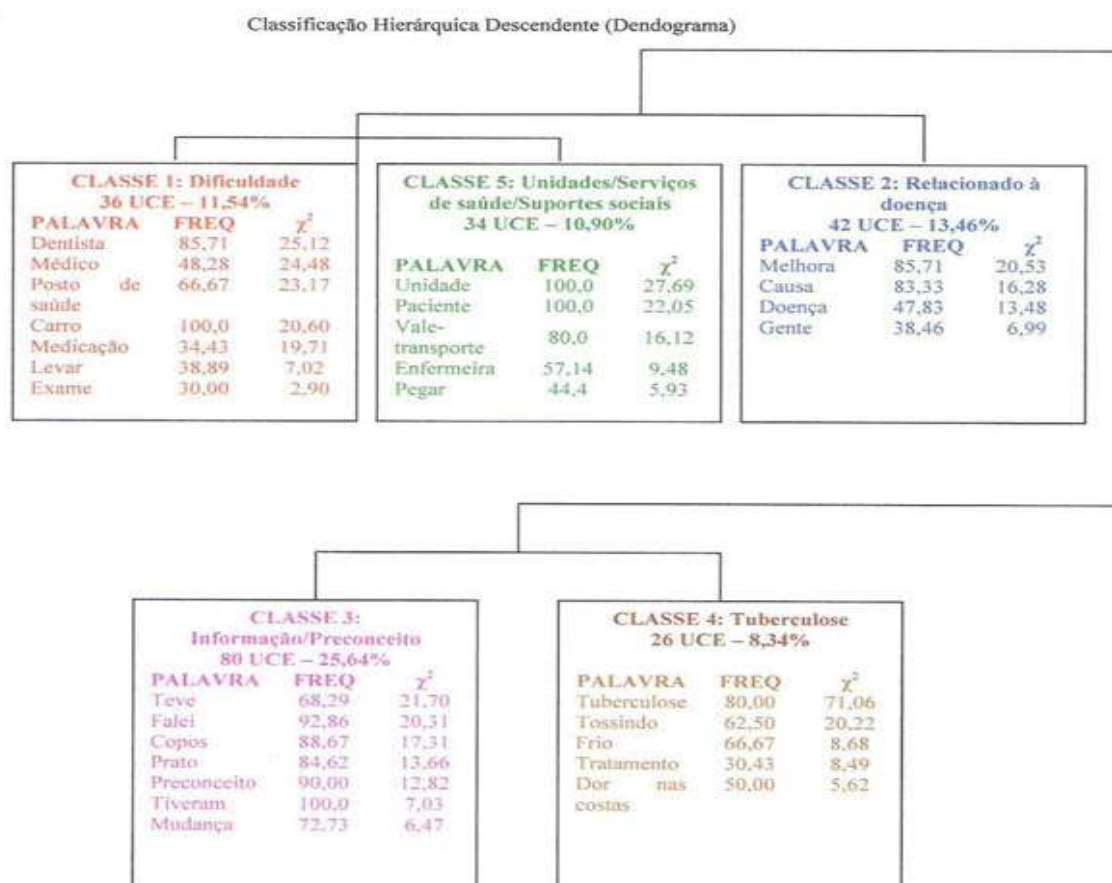 Classificação Hierárquica Descendente (Dendograma)
CLASSE 1: Dificuldade
36 UCE – 11,54%
PALAVRA FREQ χ²
Dentista 85,71 25,12
Médico 48,28 24,48
Posto de 66,67 23,17
saúde
Carro 100,0 20,60
Medicação 34,43 19,71
Levar 38,89 7,02
Exame 30,00 2,90
CLASSE 5: Unidades/Serviços
de saúde/Suportes sociais
34 UCE – 10,90%
PALAVRA FREQ χ²
Unidade 100,0 27,69
Paciente 100,0 22,05
Vale-
transporte 80,0 16,12
Enfermeira 57,14 9,48
Pegar 44,4 5,93
CLASSE 2: Relacionado à
doença
42 UCE – 13,46%
PALAVRA FREQ χ²
Melhora 85,71 20,53
Causa 83,33 16,28
Doença 47,83 13,48
Gente 38,46 6,99
CLASSE 3:
Informação/Preconceito
80 UCE – 25,64%
PALAVRA FREQ χ²
Teve 68,29 21,70
Falei 92,86 20,31
Copos 88,67 17,31
Prato 84,62 13,66
Preconceito 90,00 12,82
Tiveram 100,0 7,03
Mudança 72,73 6,47
CLASSE 4: Tuberculose
26 UCE – 8,34%
PALAVRA FREQ χ²
Tuberculose 80,00 71,06
Tossindo 62,50 20,22
Frio 66,67 8,68
Tratamento 30,43 8,49
Dor nas 50,00 5,62
costas